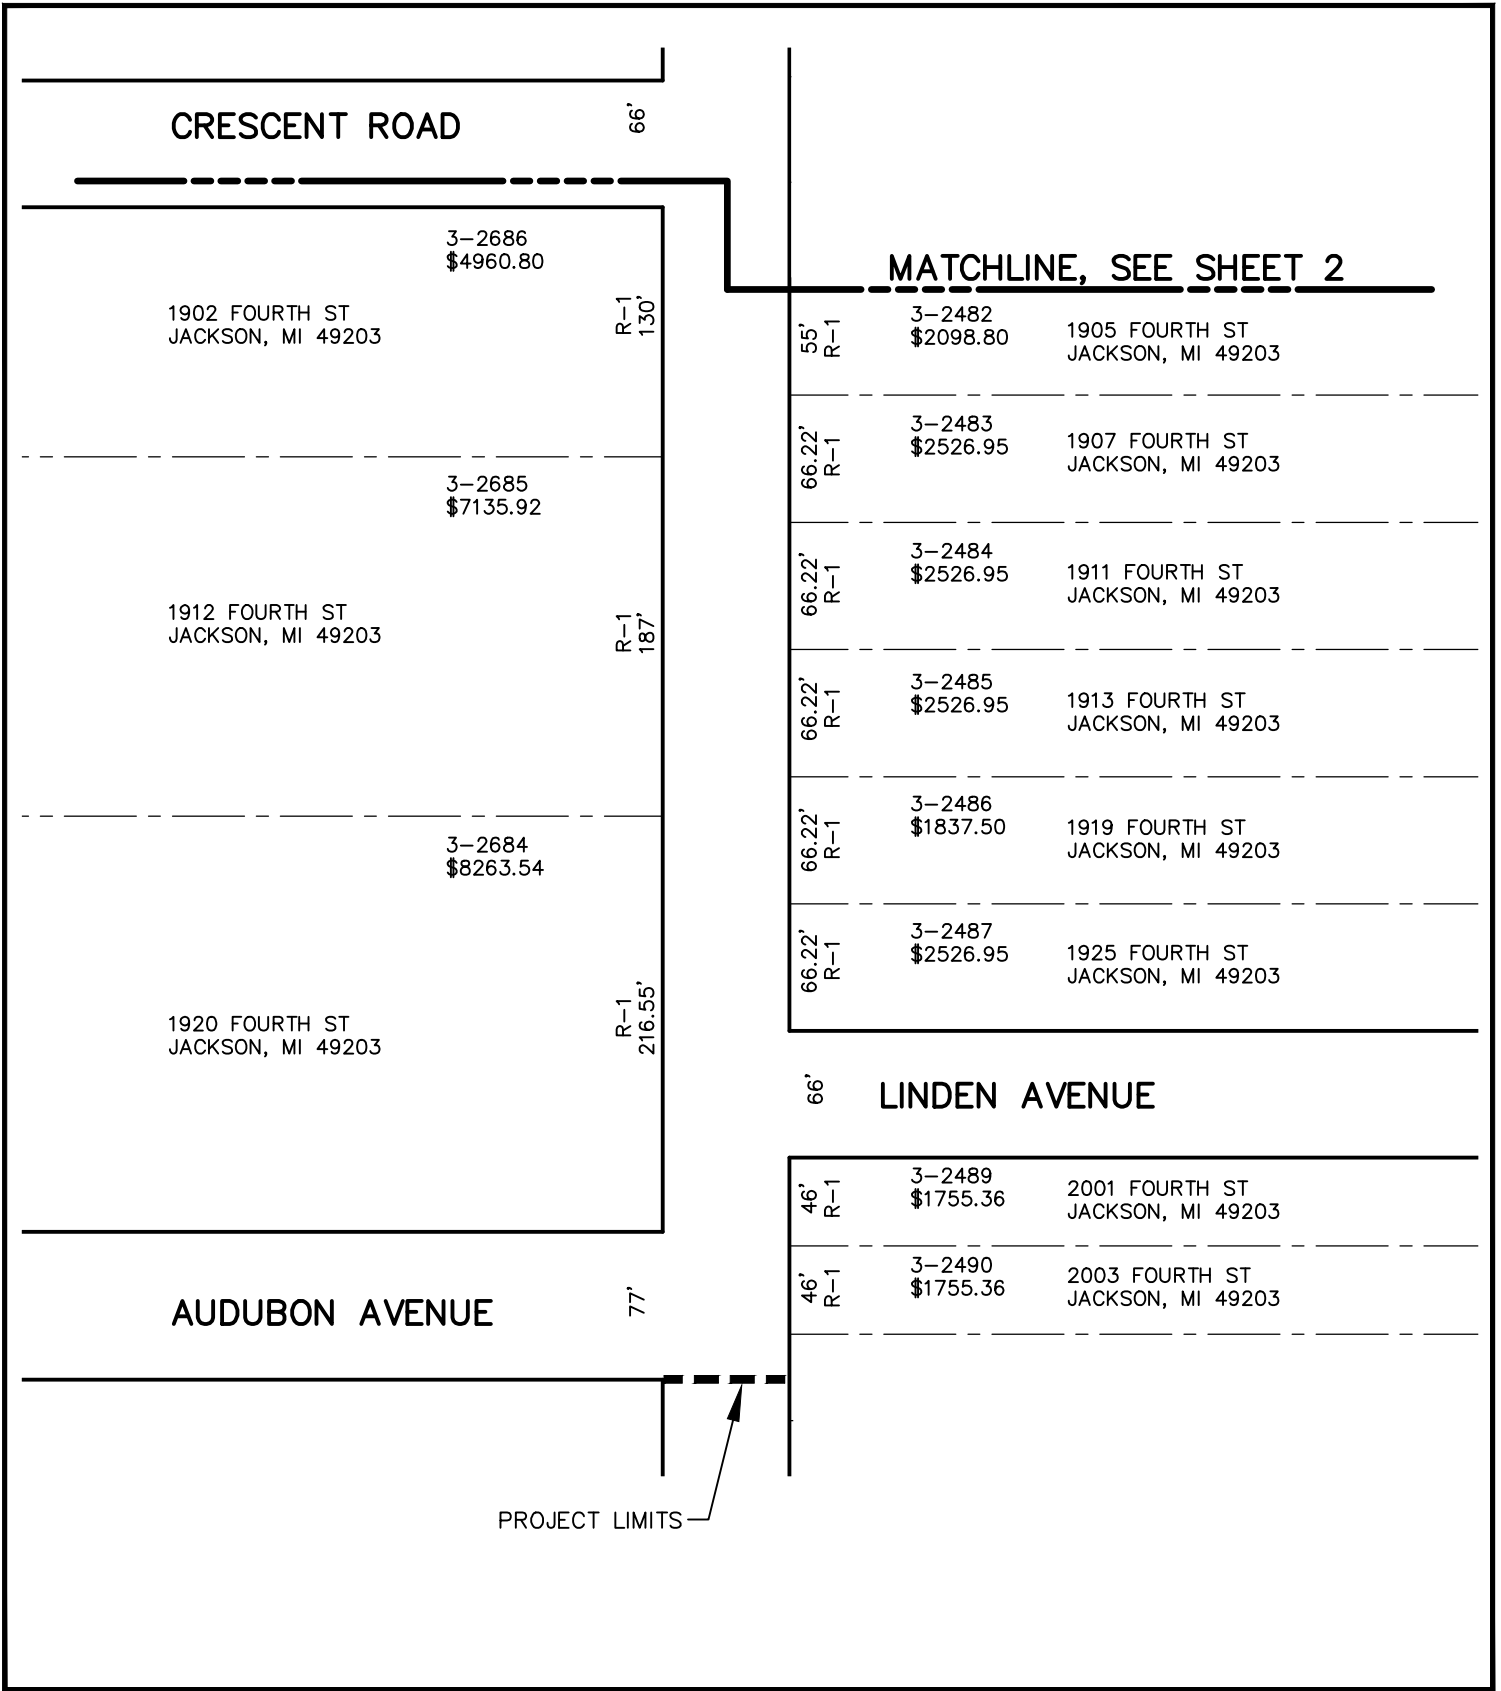 CRESCENT ROAD
66'
MATCHLINE, SEE SHEET 2
3-2686
$4960.80
1902 FOURTH ST
JACKSON, MI 49203
R-1
130'
3-2685
$7135.92
1912 FOURTH ST
JACKSON, MI 49203
R-1
187'
3-2684
$8263.54
1920 FOURTH ST
JACKSON, MI 49203
R-1
216.55'
AUDUBON AVENUE
77'
55'
R-1
3-2482
$2098.80
1905 FOURTH ST
JACKSON, MI 49203
66.22'
R-1
3-2483
$2526.95
1907 FOURTH ST
JACKSON, MI 49203
66.22'
R-1
3-2484
$2526.95
1911 FOURTH ST
JACKSON, MI 49203
66.22'
R-1
3-2485
$2526.95
1913 FOURTH ST
JACKSON, MI 49203
66.22'
R-1
3-2486
$1837.50
1919 FOURTH ST
JACKSON, MI 49203
66.22'
R-1
3-2487
$2526.95
1925 FOURTH ST
JACKSON, MI 49203
66'
LINDEN AVENUE
46'
R-1
3-2489
$1755.36
2001 FOURTH ST
JACKSON, MI 49203
46'
R-1
3-2490
$1755.36
2003 FOURTH ST
JACKSON, MI 49203
PROJECT LIMITS